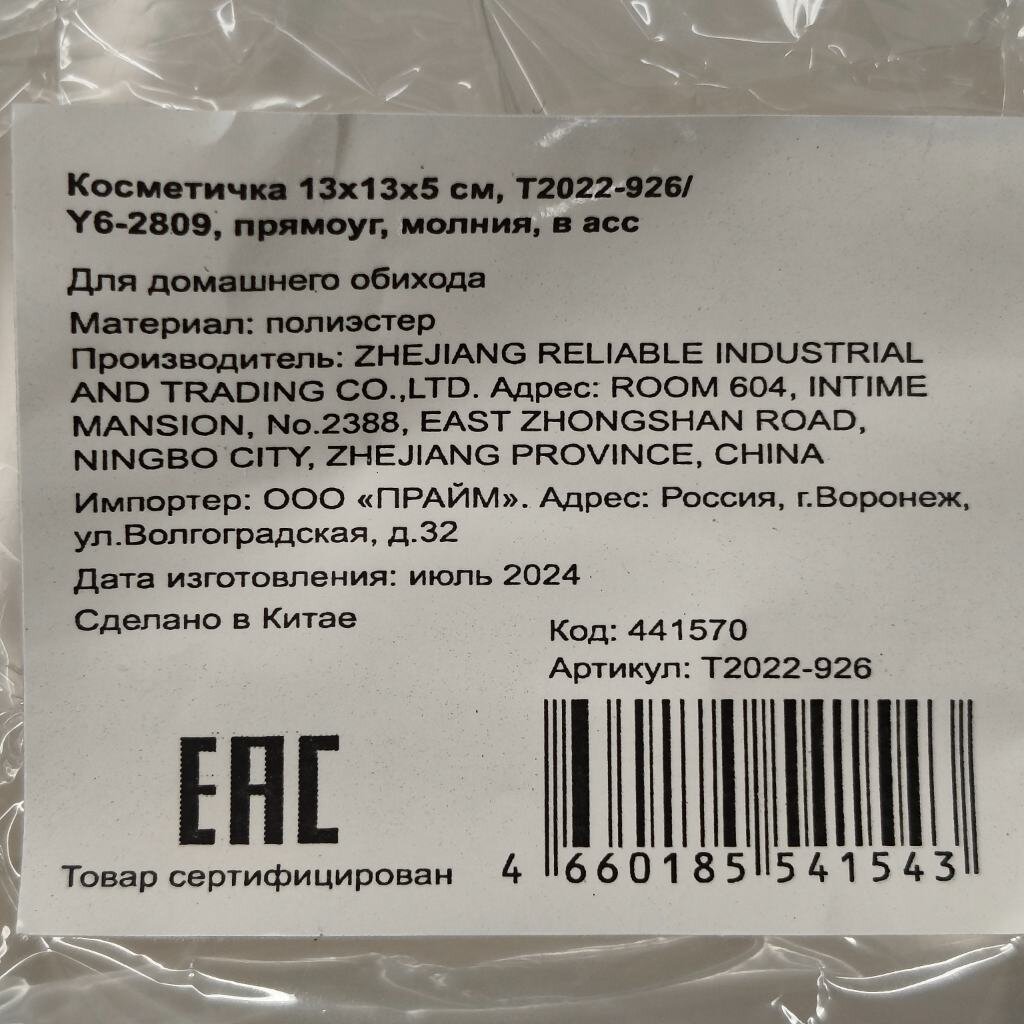 Косметичка 13х13х5 см, Т2022-926/
Y6-2809, прямоуг, молния, в асс
Для домашнего обихода
Материал: полиэстер
Производитель: ZHEJIANG RELIABLE INDUSTRIAL
AND TRADING CO.,LTD. Адрес: ROOM 604, INTIME
MANSION, No.2388, EAST ZHONGSHAN ROAD,
NINGBO CITY, ZHEJIANG PROVINCE, CHINA
Импортер: ООО «ПРАЙМ». Адрес: Россия, г.Воронеж,
ул.Волгоградская, д.32
Дата изготовления: июль 2024
Сделано в Китае
Код: 441570
Артикул: Т2022-926
EAC
Товар сертифицирован
4 660185 541543